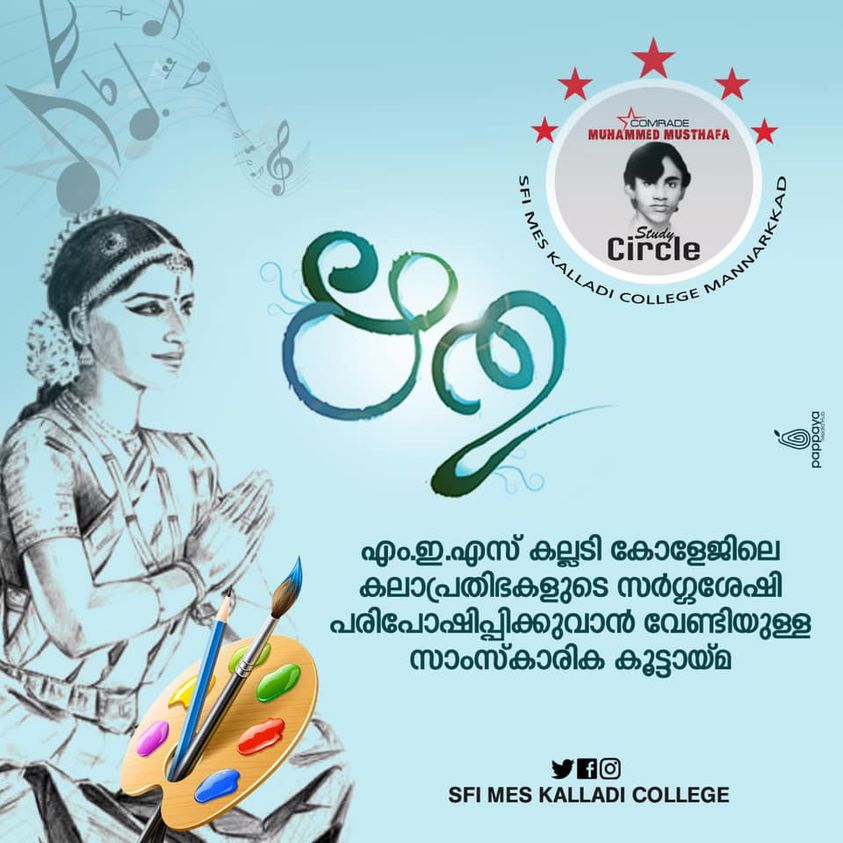 COMRADE
MUHAMMED MUSTHAFA
Study
Circle
SFI MES KALLADI COLLEGE MANNARKKAD
pappaya
എം.ഇ.എസ് കല്ലടി കോളേജിലെ
കലാപ്രതിഭകളുടെ സർഗ്ഗശേഷി
പരിപോഷിപ്പിക്കുവാൻ വേണ്ടിയുള്ള
സാംസ്കാരിക കൂട്ടായ്മ
SFI MES KALLADI COLLEGE